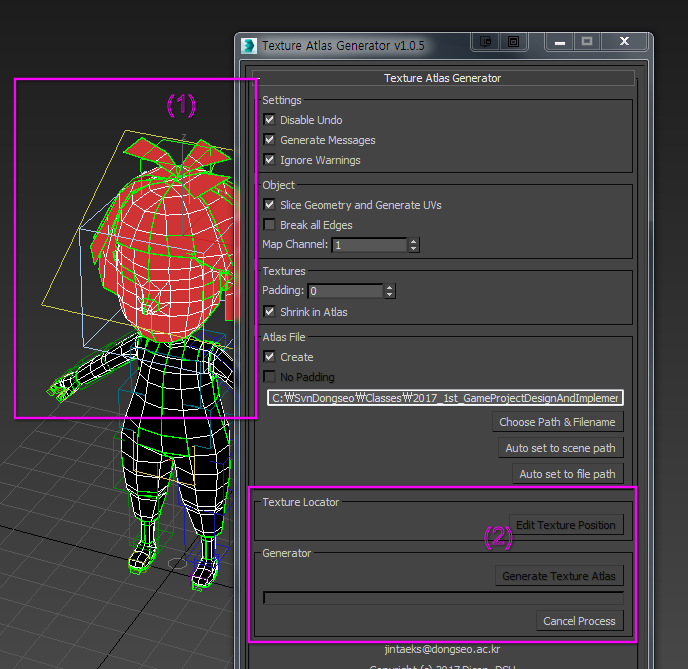 Texture Atlas Generator v1.0.5
Texture Atlas Generator
(1)
Settings
Disable Undo
Generate Messages
Ignore Warnings
Object
Slice Geometry and Generate UVs
Break all Edges
Map Channel: 1
Textures
Padding: 0
Shrink in Atlas
Atlas File
Create
No Padding
C:₩SvnDongseo₩Classes₩2017_1st_GameProjectDesignAndImplemer
Choose Path & Filename
Auto set to scene path
Auto set to file path
Texture Locator
(2)
Edit Texture Position
Generator
Generate Texture Atlas
Cancel Process
jintaeks@dongseo.ac.kr
Copyright (c) 2017 Digen, DSU